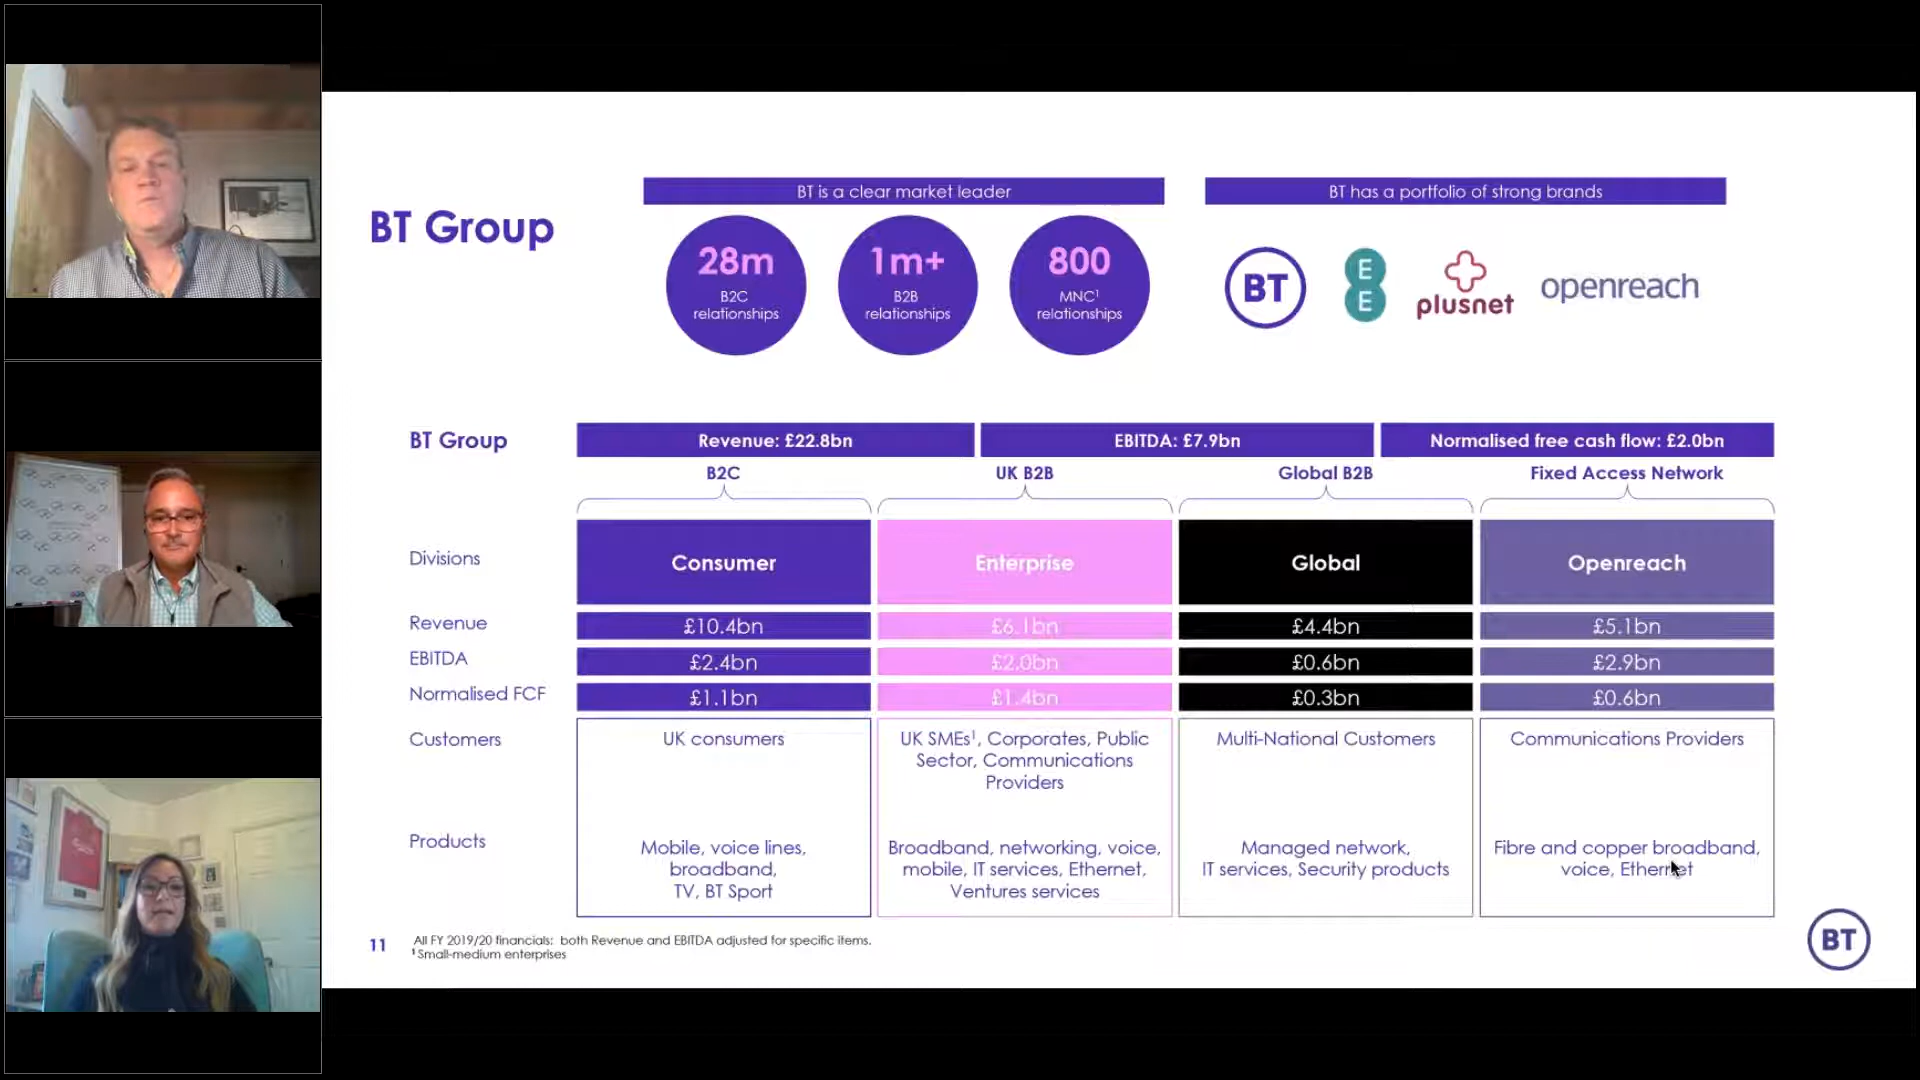 BT Group
BT is a clear market leader
28m
B2C
relationships
1m+
B2B
relationships
800
MNC¹
relationships
BT has a portfolio of strong brands
BT
E
E
plusnet
openreach
BT Group
Revenue: £22.8bn
EBITDA: £7.9bn
Normalised free cash flow: £2.0bn
B2C
UK B2B
Global B2B
Fixed Access Network
Divisions
Consumer
Enterprise
Global
Openreach
Revenue
£10.4bn
£6.1bn
£4.4bn
£5.1bn
EBITDA
£2.4bn
£2.0bn
£0.6bn
£2.9bn
Normalised FCF
£1.1bn
£1.4bn
£0.3bn
£0.6bn
Customers
UK consumers
UK SMEs¹, Corporates, Public
Sector, Communications
Providers
Multi-National Customers
Communications Providers
Products
Mobile, voice lines,
broadband,
TV, BT Sport
Broadband, networking, voice,
mobile, IT services, Ethernet,
Ventures services
Managed network,
IT services, Security products
Fibre and copper broadband,
voice, Ethernet
11
All FY 2019/20 financials: both Revenue and EBITDA adjusted for specific items.
¹ Small-medium enterprises
BT